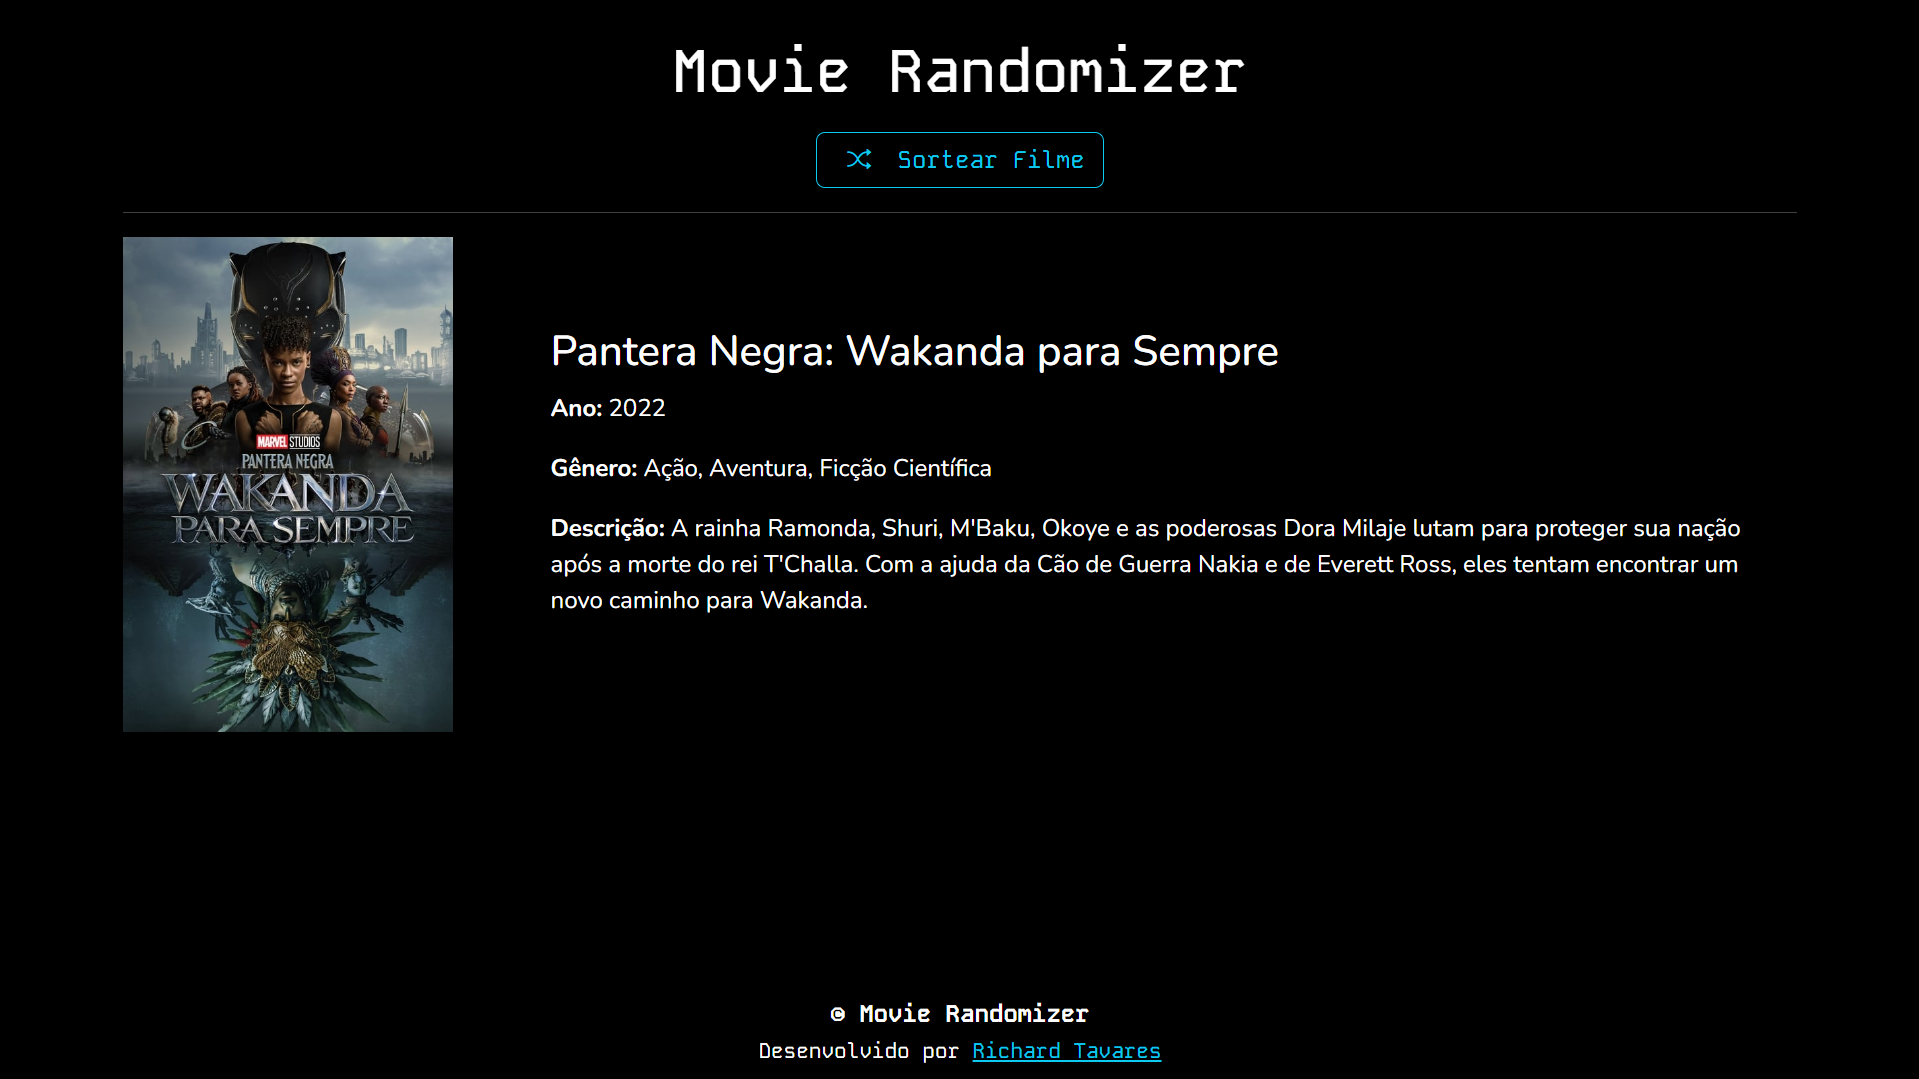 Movie Randomizer
Sortear Filme
MARVEL STUDIOS
PANTERA NEGRA
WAKANDA
PARA SEMPRE
Pantera Negra: Wakanda para Sempre
Ano: 2022
Gênero: Ação, Aventura, Ficção Científica
Descrição: A rainha Ramonda, Shuri, M'Baku, Okoye e as poderosas Dora Milaje lutam para proteger sua nação
após a morte do rei T'Challa. Com a ajuda da Cão de Guerra Nakia e de Everett Ross, eles tentam encontrar um
novo caminho para Wakanda.
© Movie Randomizer
Desenvolvido por Richard Tavares